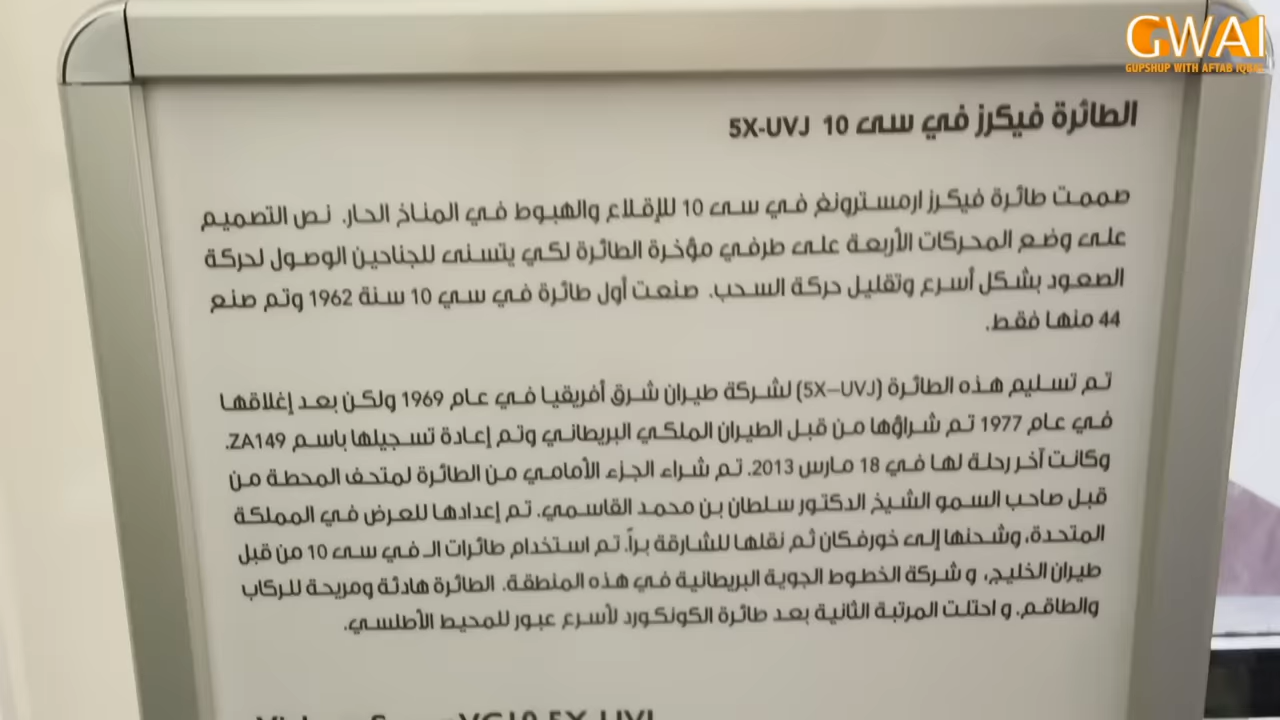 GWAI
GUPSHUP WITH AFTAB IQBAL
الطائرة فيكرز في سى 10 5X-UVJ
صممت طائرة فيكرز ارمسترونغ في سى 10 للإقلاع والهبوط في المناخ الحار. نص التصميم
على وضع المحركات الأربعة على طرفي مؤخرة الطائرة لكي يتسنى للجناحين الوصول لحركة
الصعود بشكل أسرع وتقليل حركة السحب. صنعت أول طائرة في سي 10 سنة 1962 وتم صنع
44 منها فقط.
تم تسليم هذه الطائرة (5X–UVJ) لشركة طيران شرق أفريقيا في عام 1969 ولكن بعد إغلاقها
في عام 1977 تم شراؤها من قبل الطيران الملكي البريطاني وتم إعادة تسجيلها باسم ZA149.
وكانت آخر رحلة لها في 18 مارس 2013. تم شراء الجزء الأمامي من الطائرة لمتحف المحطة من
قبل صاحب السمو الشيخ الدكتور سلطان بن محمد القاسمي. تم إعدادها للعرض في المملكة
المتحدة، وشحنها إلى خورفكان ثم نقلها للشارقة براً. تم استخدام طائرات الـ في سى 10 من قبل
طيران الخليج، و شركة الخطوط الجوية البريطانية في هذه المنطقة. الطائرة هادئة ومريحة للركاب
والطاقم. و احتلت المرتبة الثانية بعد طائرة الكونكورد لأسرع عبور للمحيط الأطلسي.
VC10 5X-UVJ